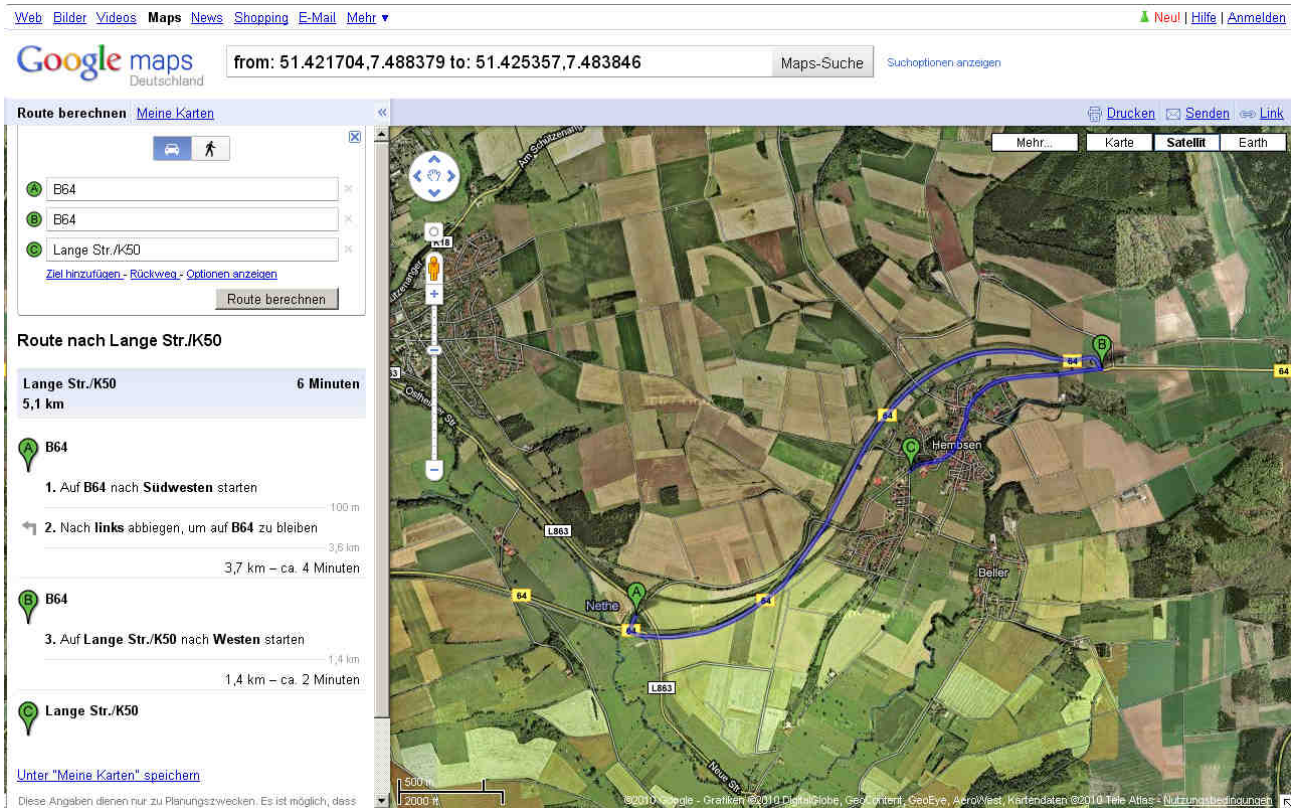 Web Bilder Videos Maps News Shopping E-Mail Mehr ▼
Neu! | Hilfe | Anmelden
Google maps
Deutschland
from: 51.421704,7.488379 to: 51.425357,7.483846
Maps-Suche
Suchoptionen anzeigen
Route berechnen Meine Karten «
Drucken Senden Link
A B64
B B64
C Lange Str./K50
Ziel hinzufügen - Rückweg - Optionen anzeigen
Route berechnen
Route nach Lange Str./K50
Lange Str./K50 6 Minuten
5,1 km
A B64
1. Auf B64 nach Südwesten starten
100 m
2. Nach links abbiegen, um auf B64 zu bleiben
3,6 km
3,7 km – ca. 4 Minuten
B B64
3. Auf Lange Str./K50 nach Westen starten
1,4 km
1,4 km – ca. 2 Minuten
C Lange Str./K50
Unter "Meine Karten" speichern
Diese Angaben dienen nur zu Planungszwecken. Es ist möglich, dass
Mehr... Karte Satellit Earth
Am Schützenang
K18
Ostheimer Str
B
64
64
64
C
Hembsen
L863
Beller
A
Nethe
64
64
64
L863
Neue Str
500 m
2000 ft
©2010 Google - Grafiken ©2010 DigitalGlobe, GeoContent, GeoEye, AeroWest, Kartendaten ©2010 Tele Atlas - Nutzungsbedingungen